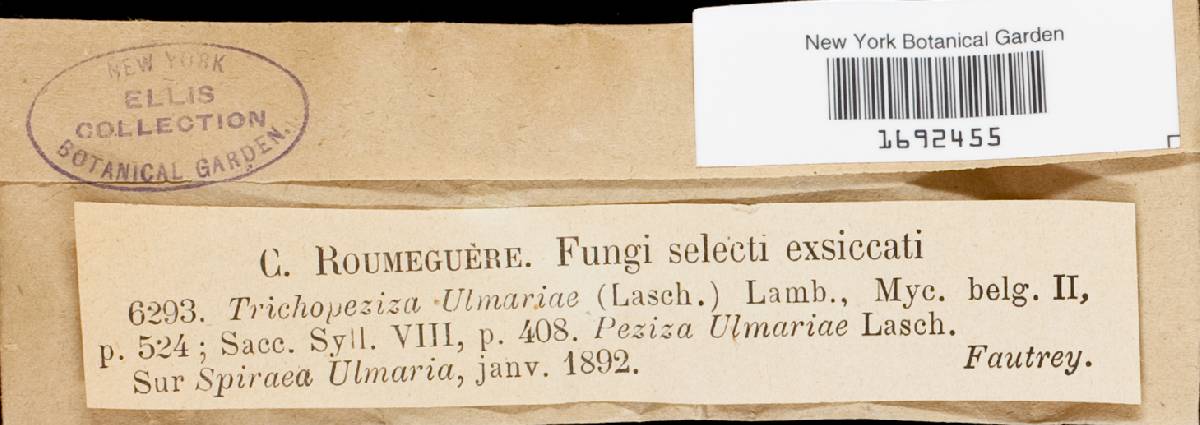 NEW YORK
ELLIS
COLLECTION
BOTANICAL GARDEN.
New York Botanical Garden
1692455
C. ROUMEGUÈRE. Fungi selecti exsiccati
6293. Trichopeziza Ulmariae (Lasch.) Lamb., Myc. belg. II,
p. 524 ; Sacc. Syll. VIII, p. 408. Peziza Ulmariae Lasch.
Sur Spiraea Ulmaria, janv. 1892. Fautrey.